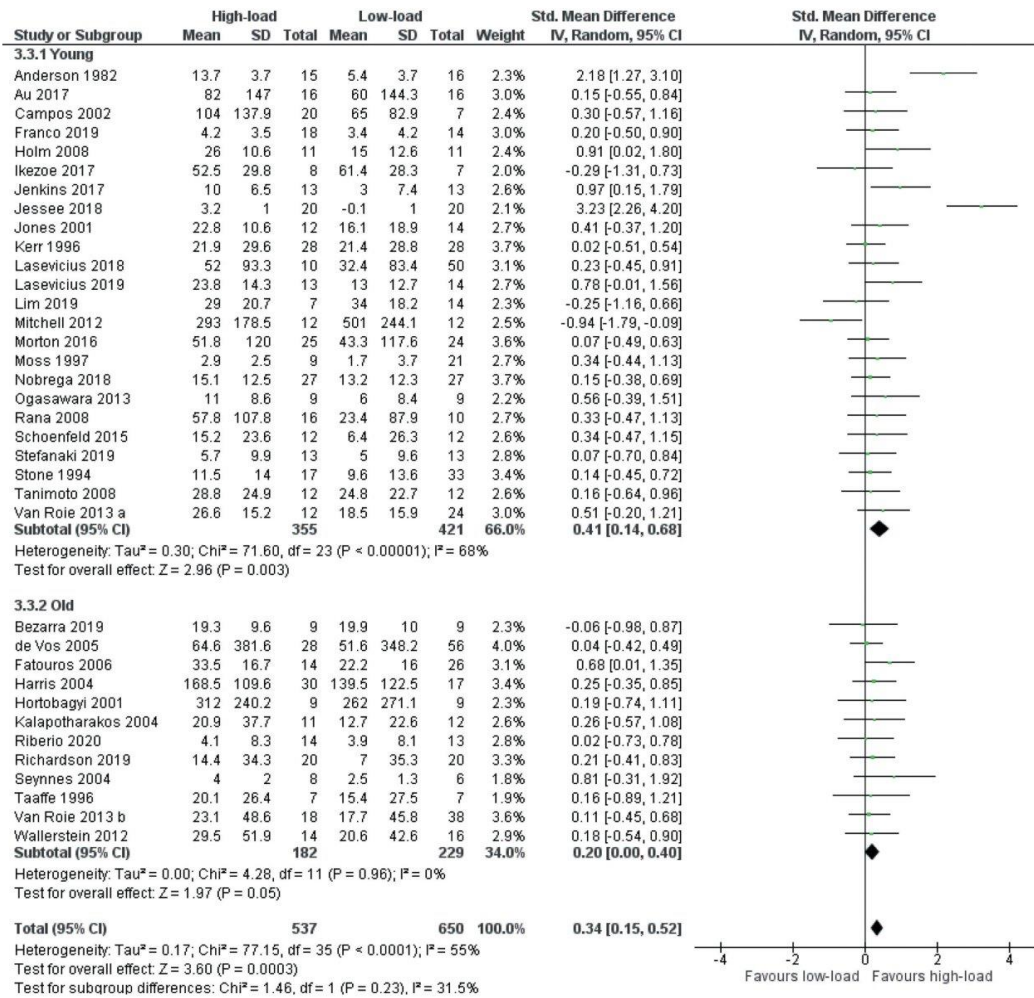 High-load Low-load Std. Mean Difference Std. Mean Difference
Study or Subgroup Mean SD Total Mean SD Total Weight IV, Random, 95% CI IV, Random, 95% CI
3.3.1 Young
Anderson 1982 13.7 3.7 15 5.4 3.7 16 2.3% 2.18 [1.27, 3.10]
Au 2017 82 147 16 60 144.3 16 3.0% 0.15 [-0.55, 0.84]
Campos 2002 104 137.9 20 65 82.9 7 2.4% 0.30 [-0.57, 1.16]
Franco 2019 4.2 3.5 18 3.4 4.2 14 2.9% 0.20 [-0.50, 0.90]
Holm 2008 26 10.6 11 15 12.6 11 2.4% 0.91 [0.02, 1.80]
Ikezoe 2017 52.5 29.8 8 61.4 28.3 7 2.0% -0.29 [-1.31, 0.73]
Jenkins 2017 10 6.5 13 3 7.4 13 2.6% 0.97 [0.15, 1.79]
Jessee 2018 3.2 1 20 -0.1 1 20 2.1% 3.23 [2.26, 4.20]
Jones 2001 22.8 10.6 12 16.1 18.9 14 2.7% 0.41 [-0.37, 1.20]
Kerr 1996 21.9 29.6 28 21.4 28.8 28 3.7% 0.02 [-0.51, 0.54]
Lasevicius 2018 52 93.3 10 32.4 83.4 50 3.1% 0.23 [-0.45, 0.91]
Lasevicius 2019 23.8 14.3 13 13 12.7 14 2.7% 0.78 [-0.01, 1.56]
Lim 2019 29 20.7 7 34 18.2 14 2.3% -0.25 [-1.16, 0.66]
Mitchell 2012 293 178.5 12 501 244.1 12 2.5% -0.94 [-1.79, -0.09]
Morton 2016 51.8 120 25 43.3 117.6 24 3.6% 0.07 [-0.49, 0.63]
Moss 1997 2.9 2.5 9 1.7 3.7 21 2.7% 0.34 [-0.44, 1.13]
Nobrega 2018 15.1 12.5 27 13.2 12.3 27 3.7% 0.15 [-0.38, 0.69]
Ogasawara 2013 11 8.6 9 6 8.4 9 2.2% 0.56 [-0.39, 1.51]
Rana 2008 57.8 107.8 16 23.4 87.9 10 2.7% 0.33 [-0.47, 1.13]
Schoenfeld 2015 15.2 23.6 12 6.4 26.3 12 2.6% 0.34 [-0.47, 1.15]
Stefanaki 2019 5.7 9.9 13 5 9.6 13 2.8% 0.07 [-0.70, 0.84]
Stone 1994 11.5 14 17 9.6 13.6 33 3.4% 0.14 [-0.45, 0.72]
Tanimoto 2008 28.8 24.9 12 24.8 22.7 12 2.6% 0.16 [-0.64, 0.96]
Van Roie 2013 a 26.6 15.2 12 18.5 15.9 24 3.0% 0.51 [-0.20, 1.21]
Subtotal (95% CI) 355 421 66.0% 0.41 [0.14, 0.68]
Heterogeneity: Tau² = 0.30; Chi² = 71.60, df = 23 (P < 0.00001); I² = 68%
Test for overall effect: Z = 2.96 (P = 0.003)
3.3.2 Old
Bezarra 2019 19.3 9.6 9 19.9 10 9 2.3% -0.06 [-0.98, 0.87]
de Vos 2005 64.6 381.6 28 51.6 348.2 56 4.0% 0.04 [-0.42, 0.49]
Fatouros 2006 33.5 16.7 14 22.2 16 26 3.1% 0.68 [0.01, 1.35]
Harris 2004 168.5 109.6 30 139.5 122.5 17 3.4% 0.25 [-0.35, 0.85]
Hortobagyi 2001 312 240.2 9 262 271.1 9 2.3% 0.19 [-0.74, 1.11]
Kalapotharakos 2004 20.9 37.7 11 12.7 22.6 12 2.6% 0.26 [-0.57, 1.08]
Riberio 2020 4.1 8.3 14 3.9 8.1 13 2.8% 0.02 [-0.73, 0.78]
Richardson 2019 14.4 34.3 20 7 35.3 20 3.3% 0.21 [-0.41, 0.83]
Seynnes 2004 4 2 8 2.5 1.3 6 1.8% 0.81 [-0.31, 1.92]
Taaffe 1996 20.1 26.4 7 15.4 27.5 7 1.9% 0.16 [-0.89, 1.21]
Van Roie 2013 b 23.1 48.6 18 17.7 45.8 38 3.6% 0.11 [-0.45, 0.68]
Wallerstein 2012 29.5 51.9 14 20.6 42.6 16 2.9% 0.18 [-0.54, 0.90]
Subtotal (95% CI) 182 229 34.0% 0.20 [0.00, 0.40]
Heterogeneity: Tau² = 0.00; Chi² = 4.28, df = 11 (P = 0.96); I² = 0%
Test for overall effect: Z = 1.97 (P = 0.05)
Total (95% CI) 537 650 100.0% 0.34 [0.15, 0.52]
Heterogeneity: Tau² = 0.17; Chi² = 77.15, df = 35 (P < 0.0001); I² = 55%
Test for overall effect: Z = 3.60 (P = 0.0003)
Test for subgroup differences: Chi² = 1.46, df = 1 (P = 0.23), I² = 31.5%
-4 -2 0 2 4
Favours low-load Favours high-load